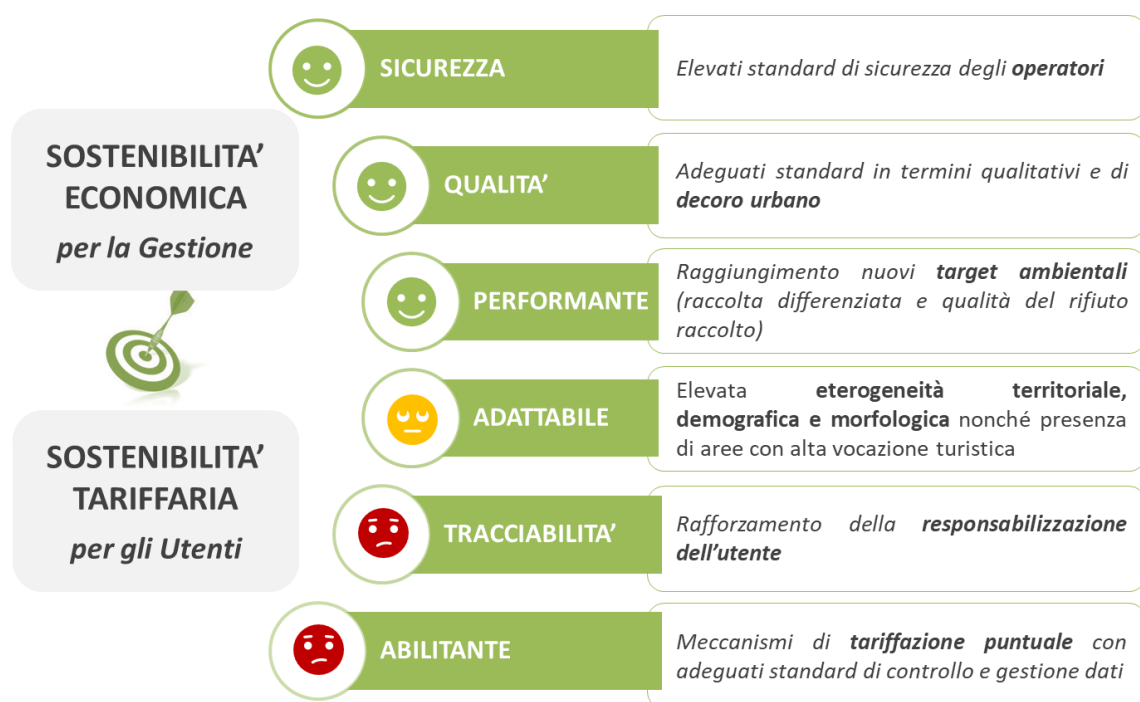 SOSTENIBILITA’
ECONOMICA
per la Gestione
SOSTENIBILITA’
TARIFFARIA
per gli Utenti
SICUREZZA
Elevati standard di sicurezza degli operatori
QUALITA’
Adeguati standard in termini qualitativi e di
decoro urbano
PERFORMANTE
Raggiungimento nuovi target ambientali
(raccolta differenziata e qualità del rifiuto
raccolto)
ADATTABILE
Elevata eterogeneità territoriale,
demografica e morfologica nonché presenza
di aree con alta vocazione turistica
TRACCIABILITA’
Rafforzamento della responsabilizzazione
dell’utente
ABILITANTE
Meccanismi di tariffazione puntuale con
adeguati standard di controllo e gestione dati